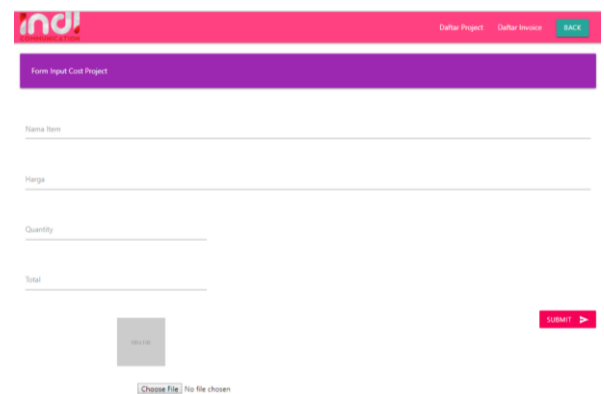 indi
COMMUNICATION
Daftar Project Daftar Invoice BACK
Form Input Cost Project
Nama Item
Harga
Quantity
Total
SUBMIT
Choose File No file chosen